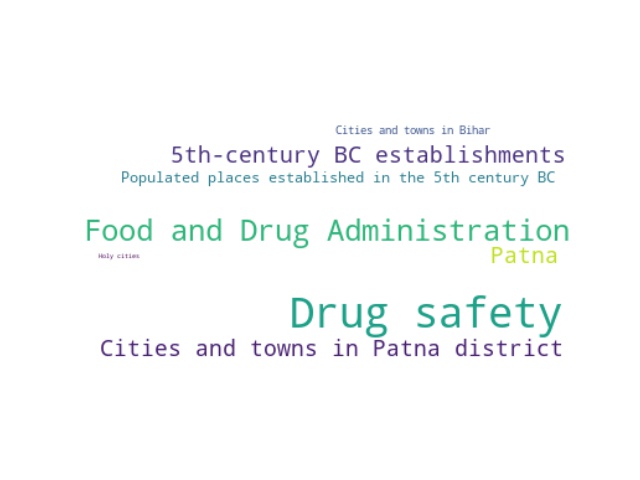 Cities and towns in Bihar
5th-century BC establishments
Populated places established in the 5th century BC
Food and Drug Administration
Holy cities
Patna
Drug safety
Cities and towns in Patna district